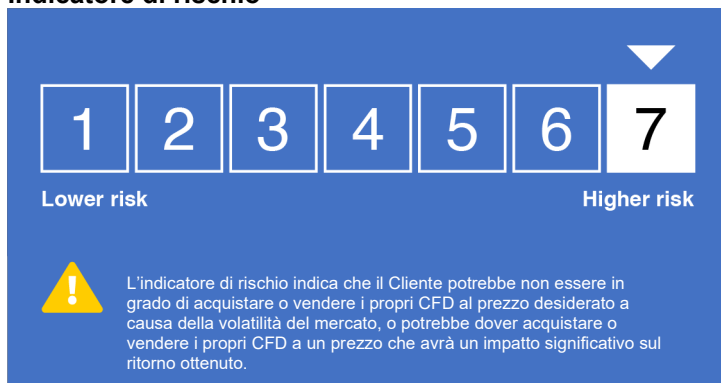 Indicatore di rischio
1 2 3 4 5 6 7
Lower risk Higher risk
L'indicatore di rischio indica che il Cliente potrebbe non essere in
grado di acquistare o vendere i propri CFD al prezzo desiderato a
causa della volatilità del mercato, o potrebbe dover acquistare o
vendere i propri CFD a un prezzo che avrà un impatto significativo sul
ritorno ottenuto.